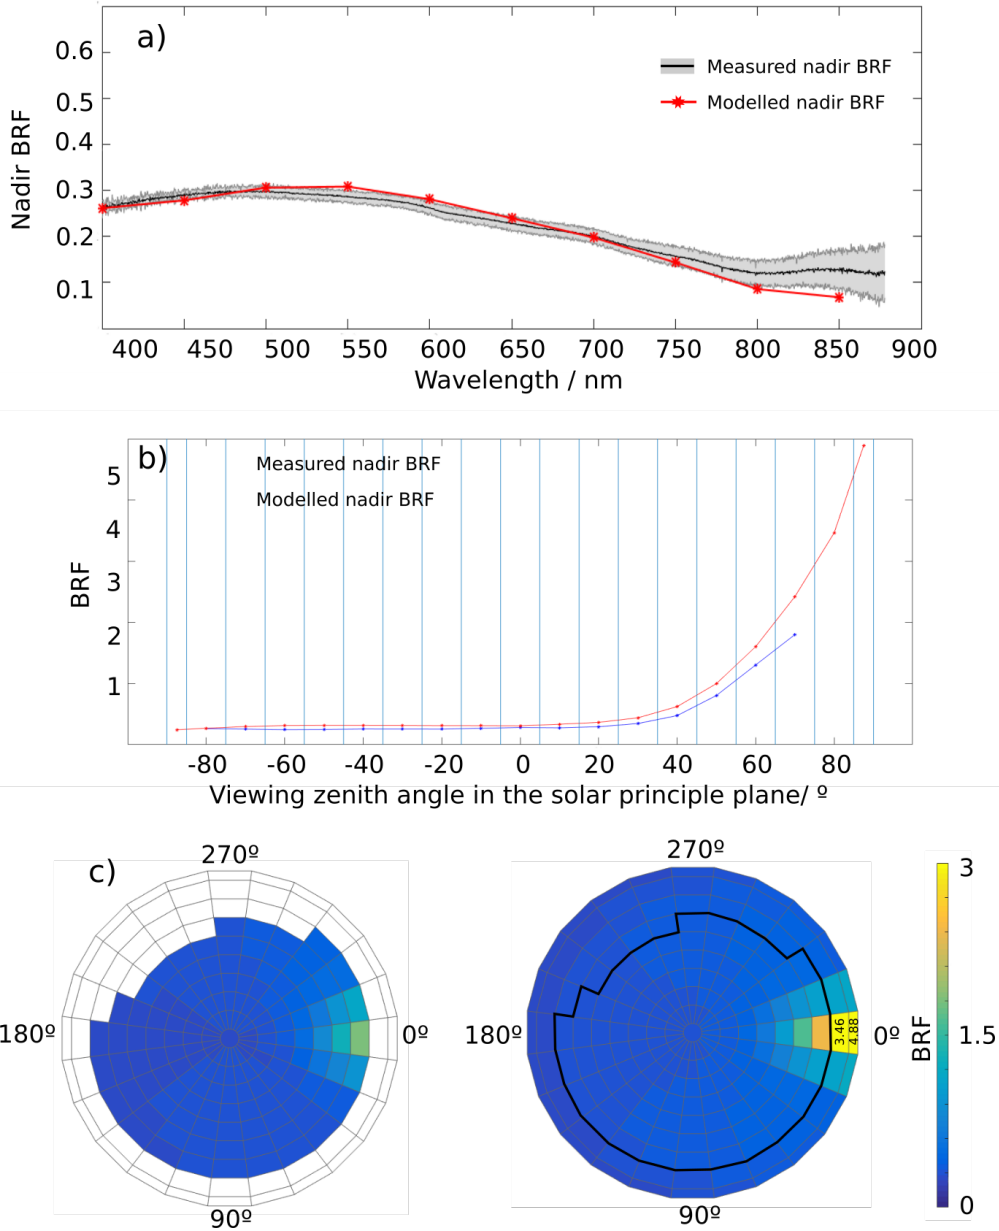 a)
0.6
0.5
0.4
0.3
0.2
0.1
Nadir BRF
Measured nadir BRF
Modelled nadir BRF
400 450 500 550 600 650 700 750 800 850 900
Wavelength / nm
b)
Measured nadir BRF
Modelled nadir BRF
5
4
3
2
1
BRF
-80 -60 -40 -20 0 20 40 60 80
Viewing zenith angle in the solar principle plane/ º
c)
270º
180º
0º
90º
270º
180º
3.46
4.88
0º
90º
BRF
3
1.5
0